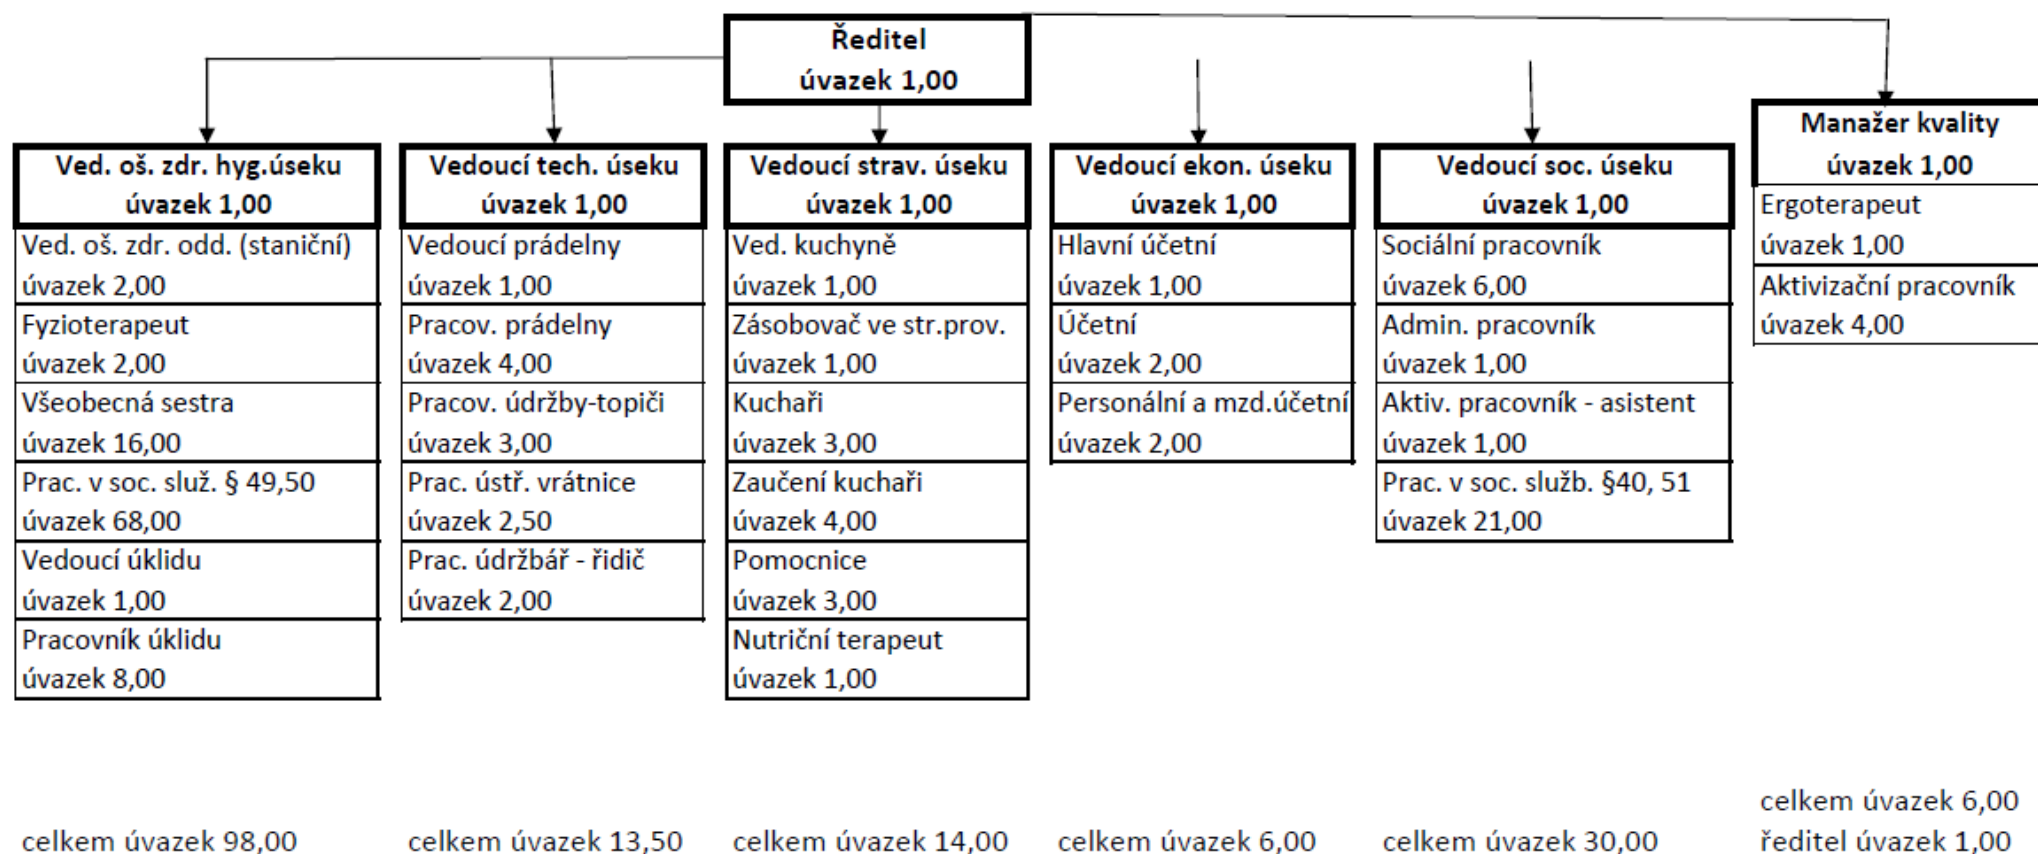 Ředitel
úvazek 1,00
Ved. oš. zdr. hyg.úseku
úvazek 1,00
Ved. oš. zdr. odd. (staniční)
úvazek 2,00
Fyzioterapeut
úvazek 2,00
Všeobecná sestra
úvazek 16,00
Prac. v soc. služ. § 49,50
úvazek 68,00
Vedoucí úklidu
úvazek 1,00
Pracovník úklidu
úvazek 8,00
celkem úvazek 98,00
Vedoucí tech. úseku
úvazek 1,00
Vedoucí prádelny
úvazek 1,00
Pracov. prádelny
úvazek 4,00
Pracov. údržby-topiči
úvazek 3,00
Prac. ústř. vrátnice
úvazek 2,50
Prac. údržbář - řidič
úvazek 2,00
celkem úvazek 13,50
Vedoucí strav. úseku
úvazek 1,00
Ved. kuchyně
úvazek 1,00
Zásobovač ve str.prov.
úvazek 1,00
Kuchaři
úvazek 3,00
Zaučení kuchaři
úvazek 4,00
Pomocnice
úvazek 3,00
Nutriční terapeut
úvazek 1,00
celkem úvazek 14,00
Vedoucí ekon. úseku
úvazek 1,00
Hlavní účetní
úvazek 1,00
Účetní
úvazek 2,00
Personální a mzd.účetní
úvazek 2,00
celkem úvazek 6,00
Vedoucí soc. úseku
úvazek 1,00
Sociální pracovník
úvazek 6,00
Admin. pracovník
úvazek 1,00
Aktiv. pracovník - asistent
úvazek 1,00
Prac. v soc. služb. §40, 51
úvazek 21,00
celkem úvazek 30,00
Manažer kvality
úvazek 1,00
Ergoterapeut
úvazek 1,00
Aktivizační pracovník
úvazek 4,00
celkem úvazek 6,00
ředitel úvazek 1,00